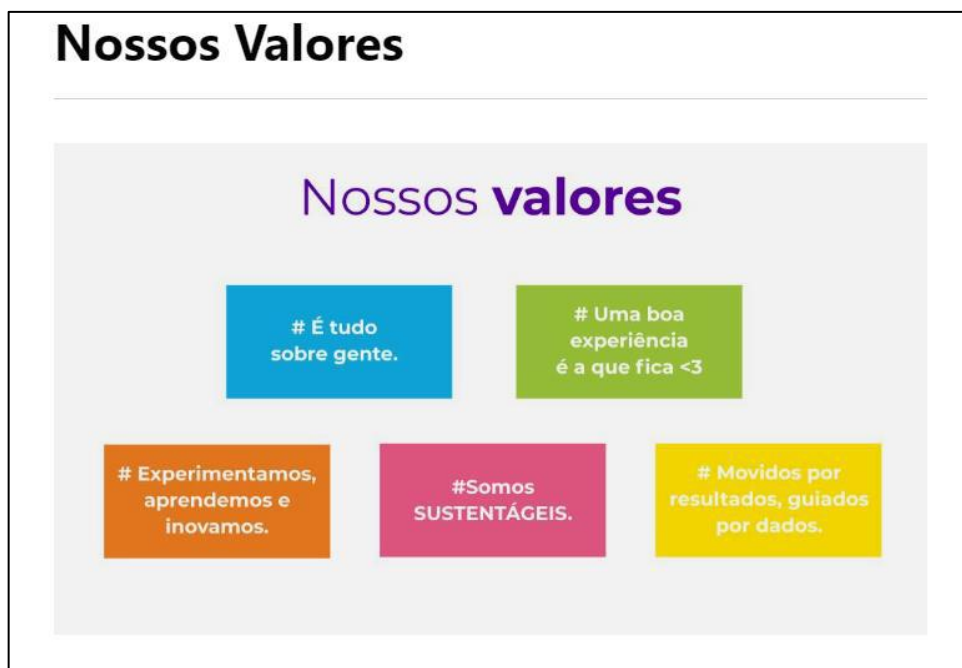 Nossos Valores
Nossos valores
# É tudo
sobre gente.
# Uma boa
experiência
é a que fica <3
# Experimentamos,
aprendemos e
inovamos.
#Somos
SUSTENTÁGEIS.
# Movidos por
resultados, guiados
por dados.